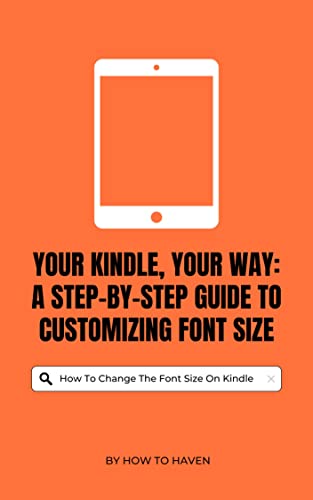 YOUR KINDLE, YOUR WAY:
A STEP-BY-STEP GUIDE TO
CUSTOMIZING FONT SIZE
How To Change The Font Size On Kindle
BY HOW TO HAVEN